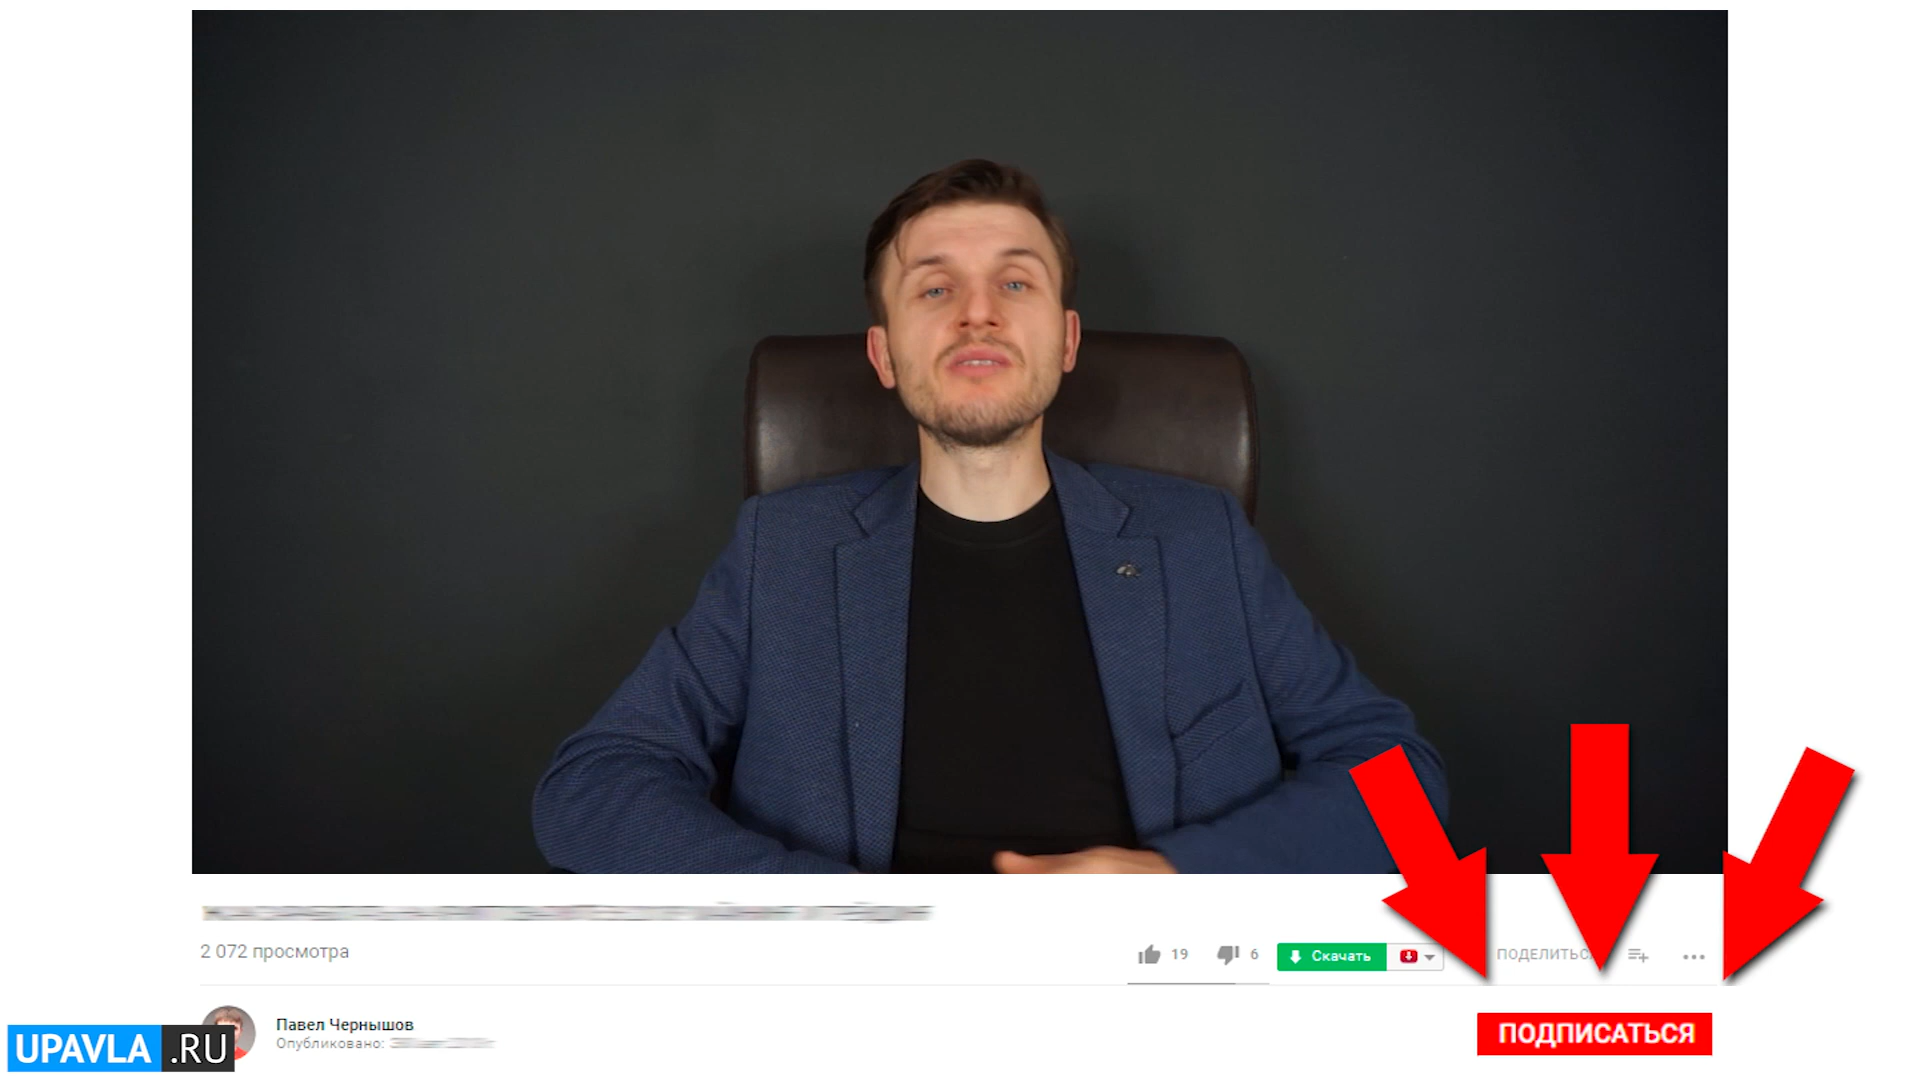 2 072 просмотра
19
6
Скачать
ПОДЕЛИТЬСЯ
Павел Чернышов
Опубликовано:
ПОДПИСАТЬСЯ
UPAVLA .RU